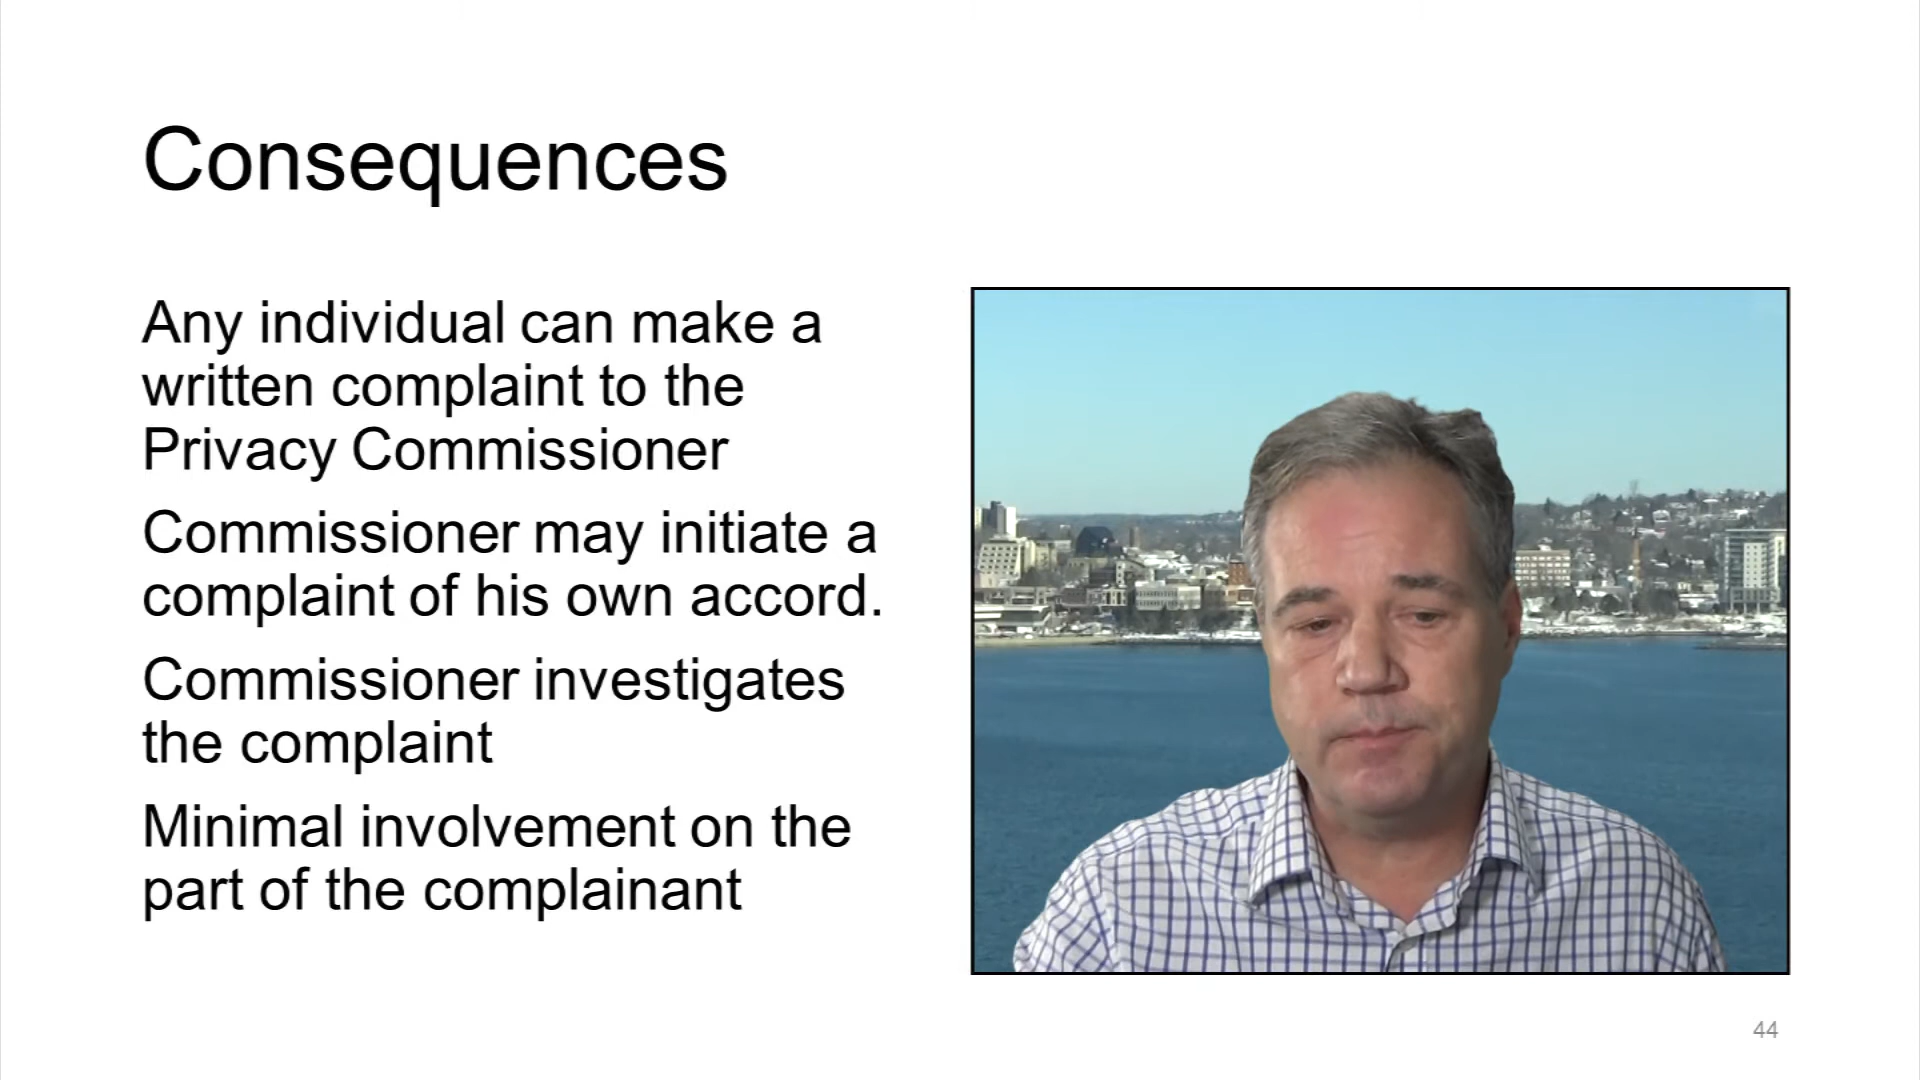 Consequences
Any individual can make a
written complaint to the
Privacy Commissioner
Commissioner may initiate a
complaint of his own accord.
Commissioner investigates
the complaint
Minimal involvement on the
part of the complainant
44